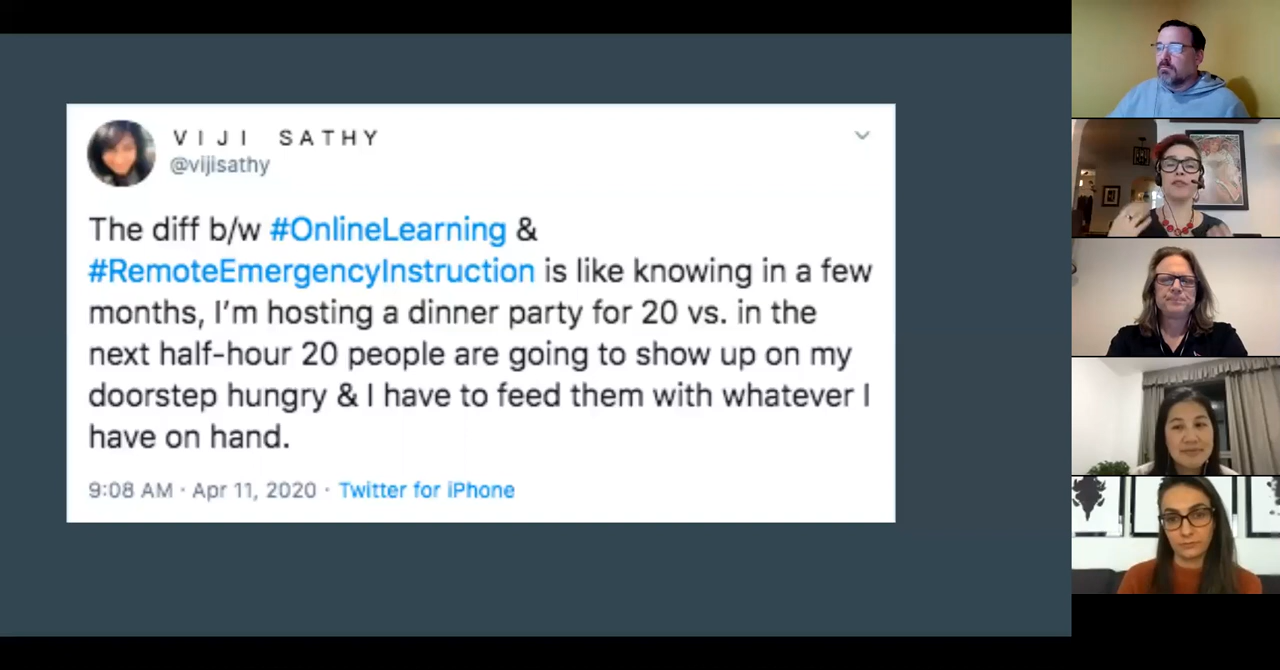 VIJI SATHY
@vijisathy
The diff b/w #OnlineLearning &
#RemoteEmergencyInstruction is like knowing in a few
months, I’m hosting a dinner party for 20 vs. in the
next half-hour 20 people are going to show up on my
doorstep hungry & I have to feed them with whatever I
have on hand.
9:08 AM · Apr 11, 2020 · Twitter for iPhone